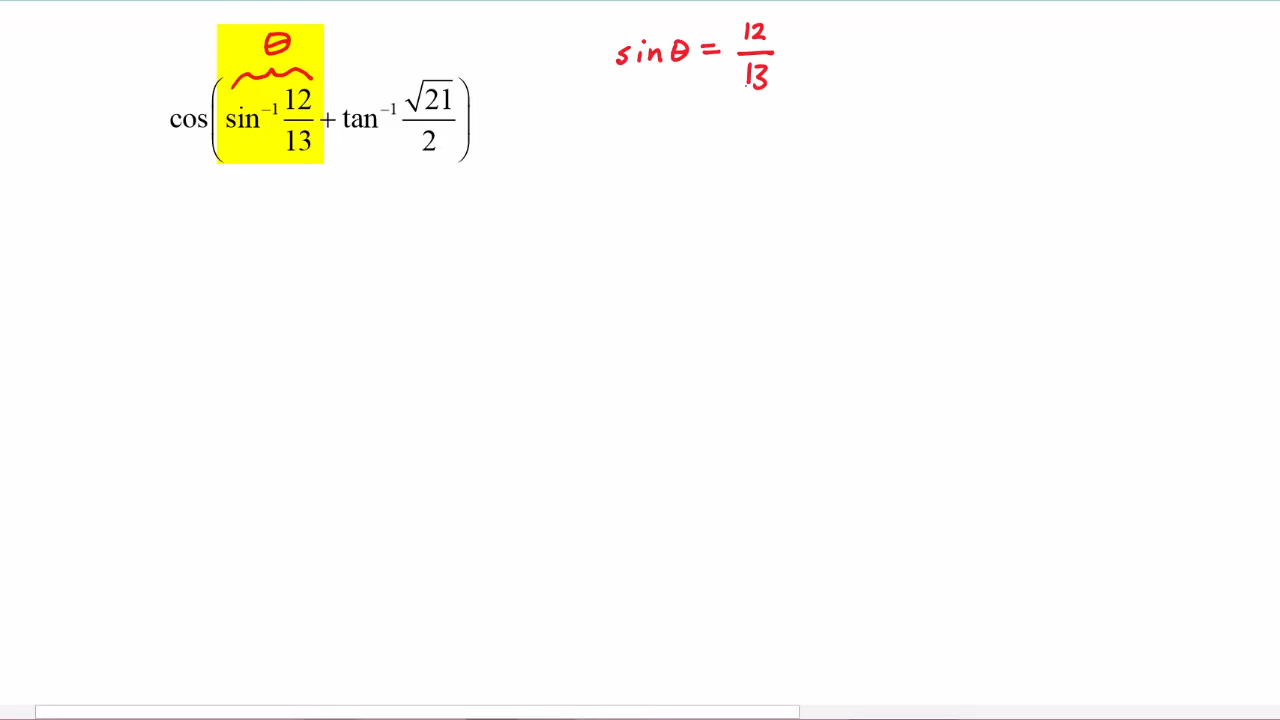 θ
sin θ = 12/13
cos(sin⁻¹ 12/13 + tan⁻¹ √21/2)